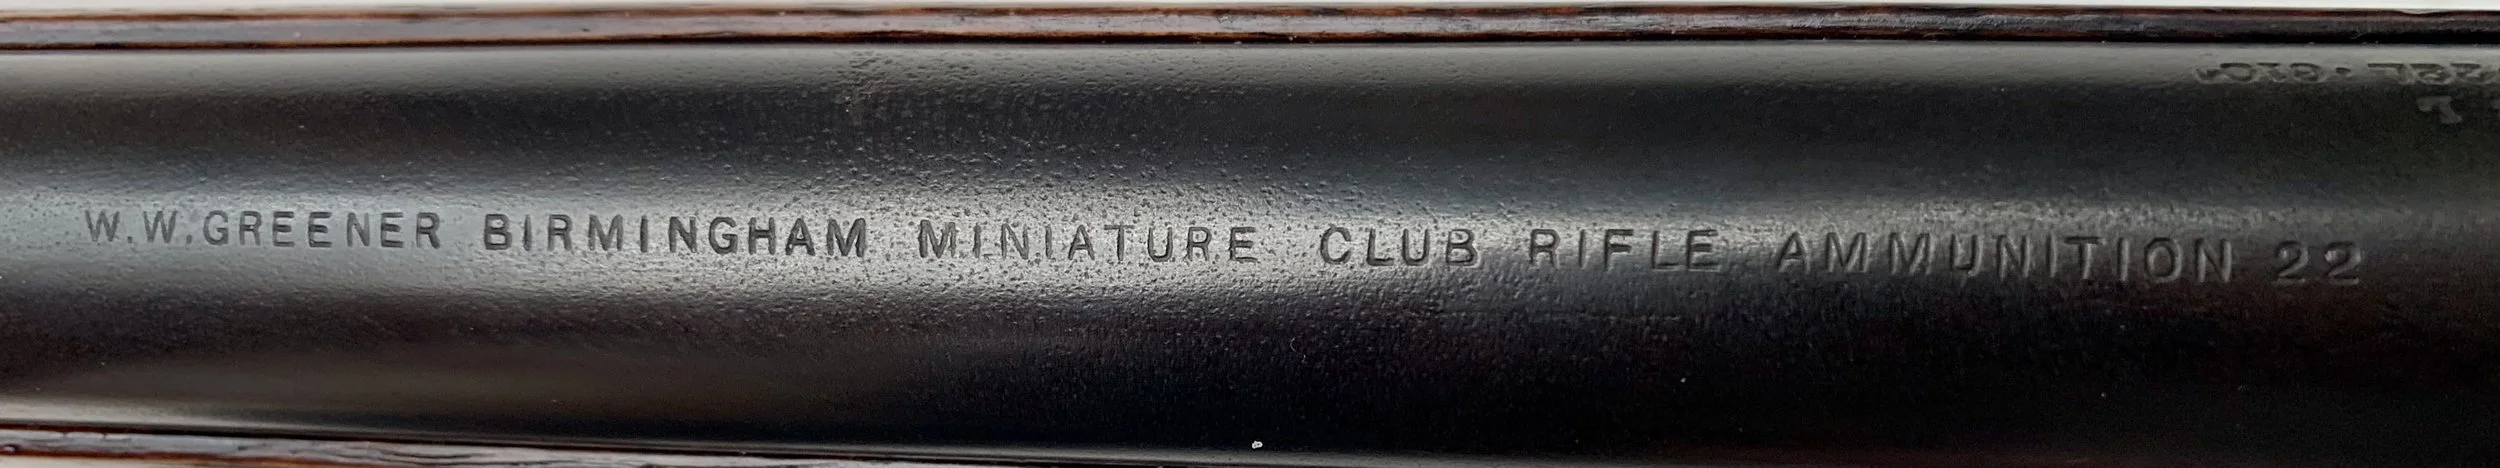 W.W.GREENER BIRMINGHAM MINIATURE CLUB RIFLE AMMUNITION 22